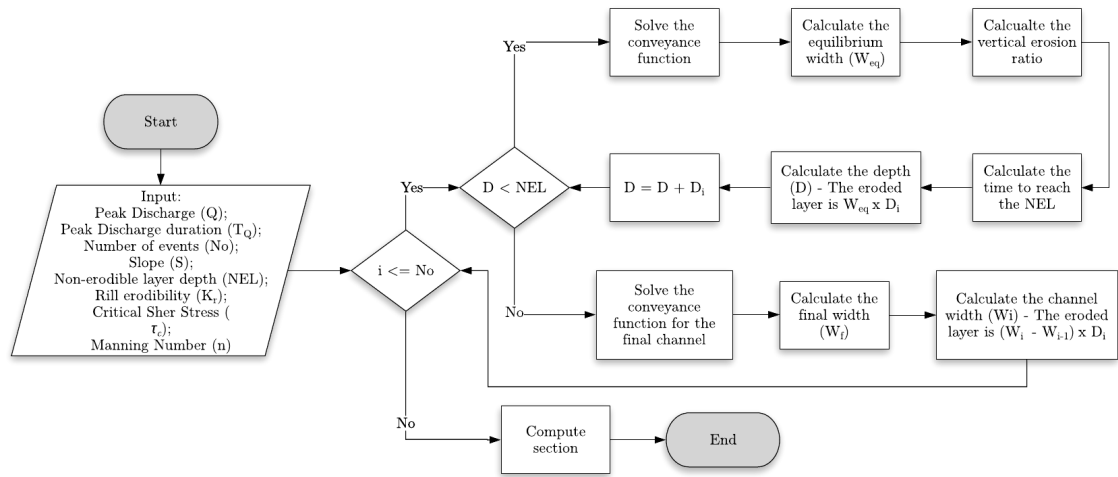 Start
Input:
Peak Discharge (Q);
Peak Discharge duration (T_Q);
Number of events (No);
Slope (S);
Non-erodible layer depth (NEL);
Rill erodibility (K_r);
Critical Sher Stress (
τ_c);
Manning Number (n)
i <= No
Yes
No
D < NEL
Yes
No
Solve the
conveyance
function
Calculate the
equilibrium
width (W_eq)
Calcualte the
vertical erosion
ratio
Calculate the
time to reach
the NEL
Calculate the depth
(D) - The eroded
layer is W_eq x D_i
D = D + D_i
Solve the
conveyance
function for the
final channel
Calculate the
final width
(W_f)
Calculate the channel
width (Wi) - The eroded
layer is (W_i - W_i-1) x D_i
Compute
section
End